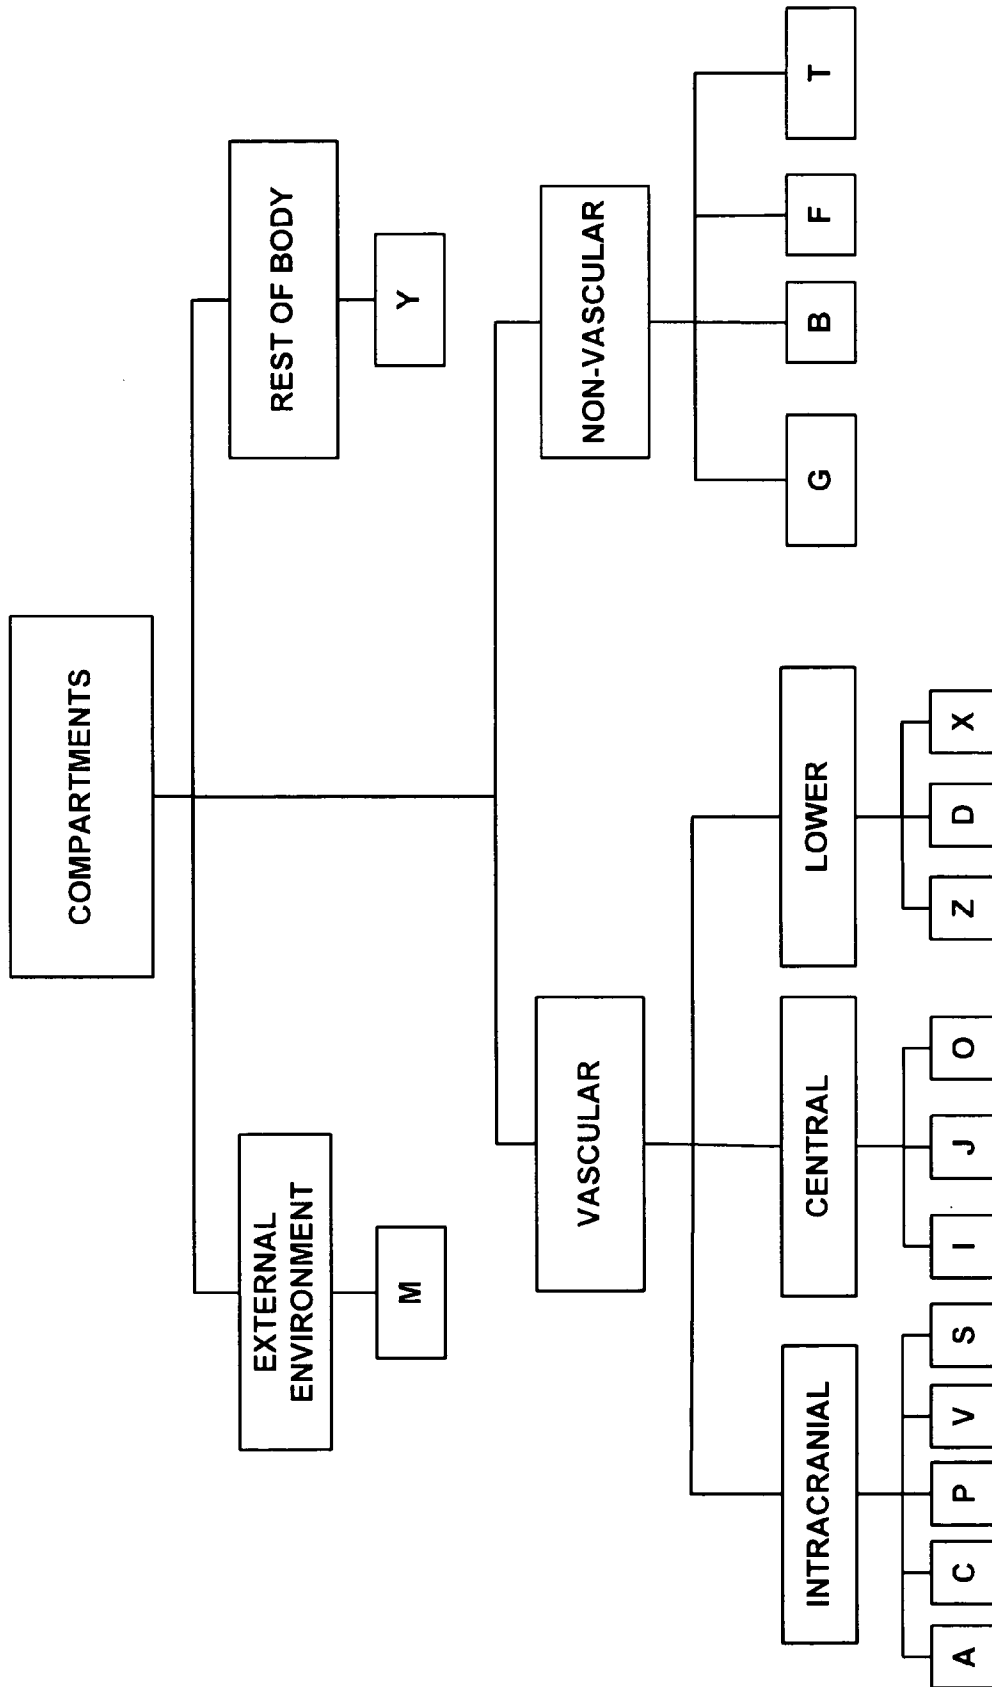 COMPARTMENTS
EXTERNAL
ENVIRONMENT
REST OF BODY
M
Y
VASCULAR
NON-VASCULAR
INTRACRANIAL
CENTRAL
LOWER
G
B
F
T
A
C
P
V
S
I
J
O
Z
D
X